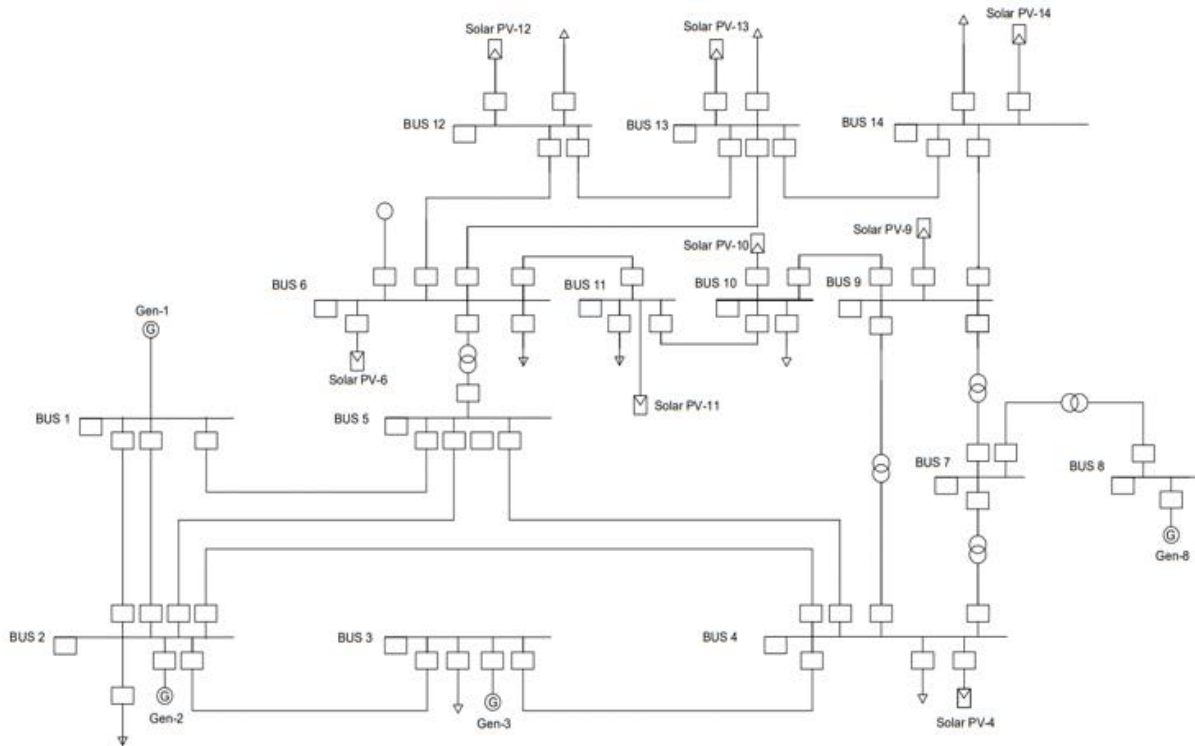 Solar PV-12
Solar PV-13
Solar PV-14
BUS 12
BUS 13
BUS 14
Solar PV-10
Solar PV-9
BUS 6
BUS 11
BUS 10
BUS 9
Gen-1
G
Solar PV-6
Solar PV-11
BUS 1
BUS 5
BUS 7
BUS 8
G
Gen-8
BUS 2
BUS 3
BUS 4
G
Gen-2
G
Gen-3
Solar PV-4